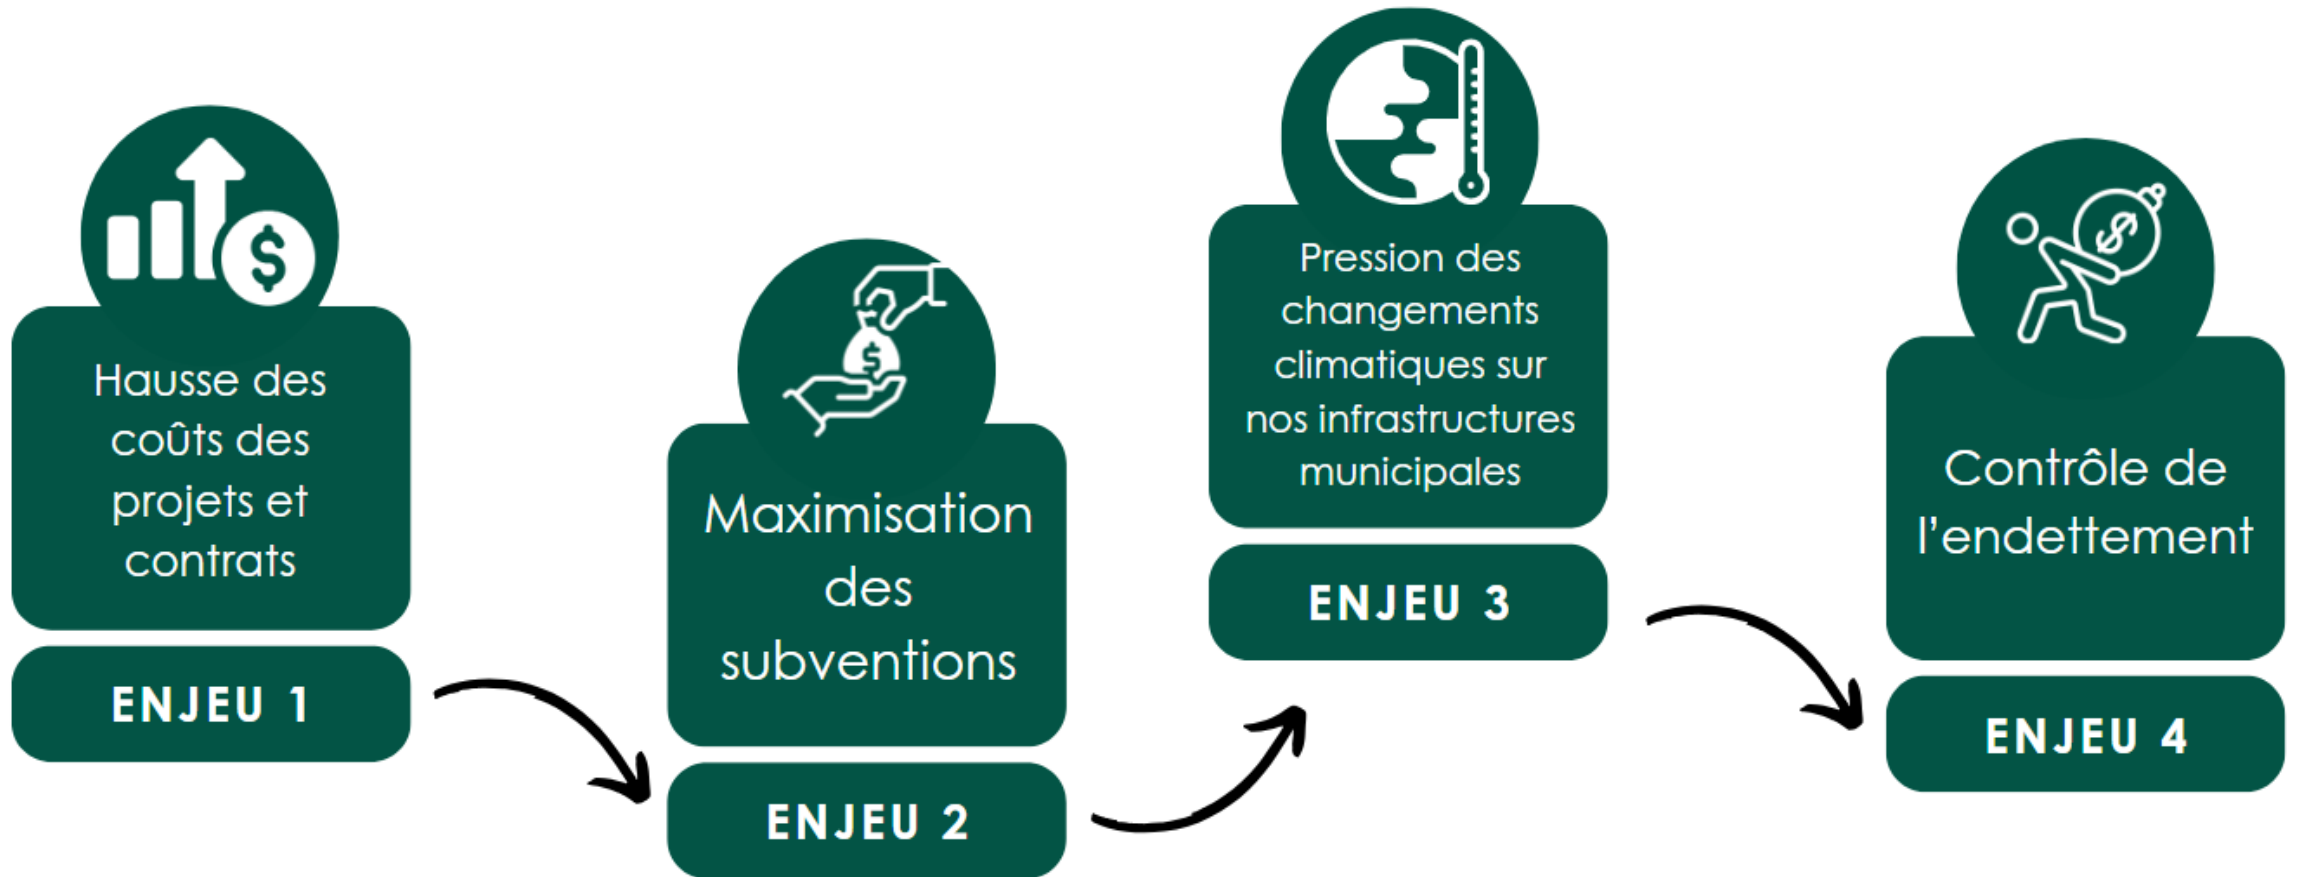 Hausse des
coûts des
projets et
contrats
ENJEU 1
Maximisation
des
subventions
ENJEU 2
Pression des
changements
climatiques sur
nos infrastructures
municipales
ENJEU 3
Contrôle de
l'endettement
ENJEU 4